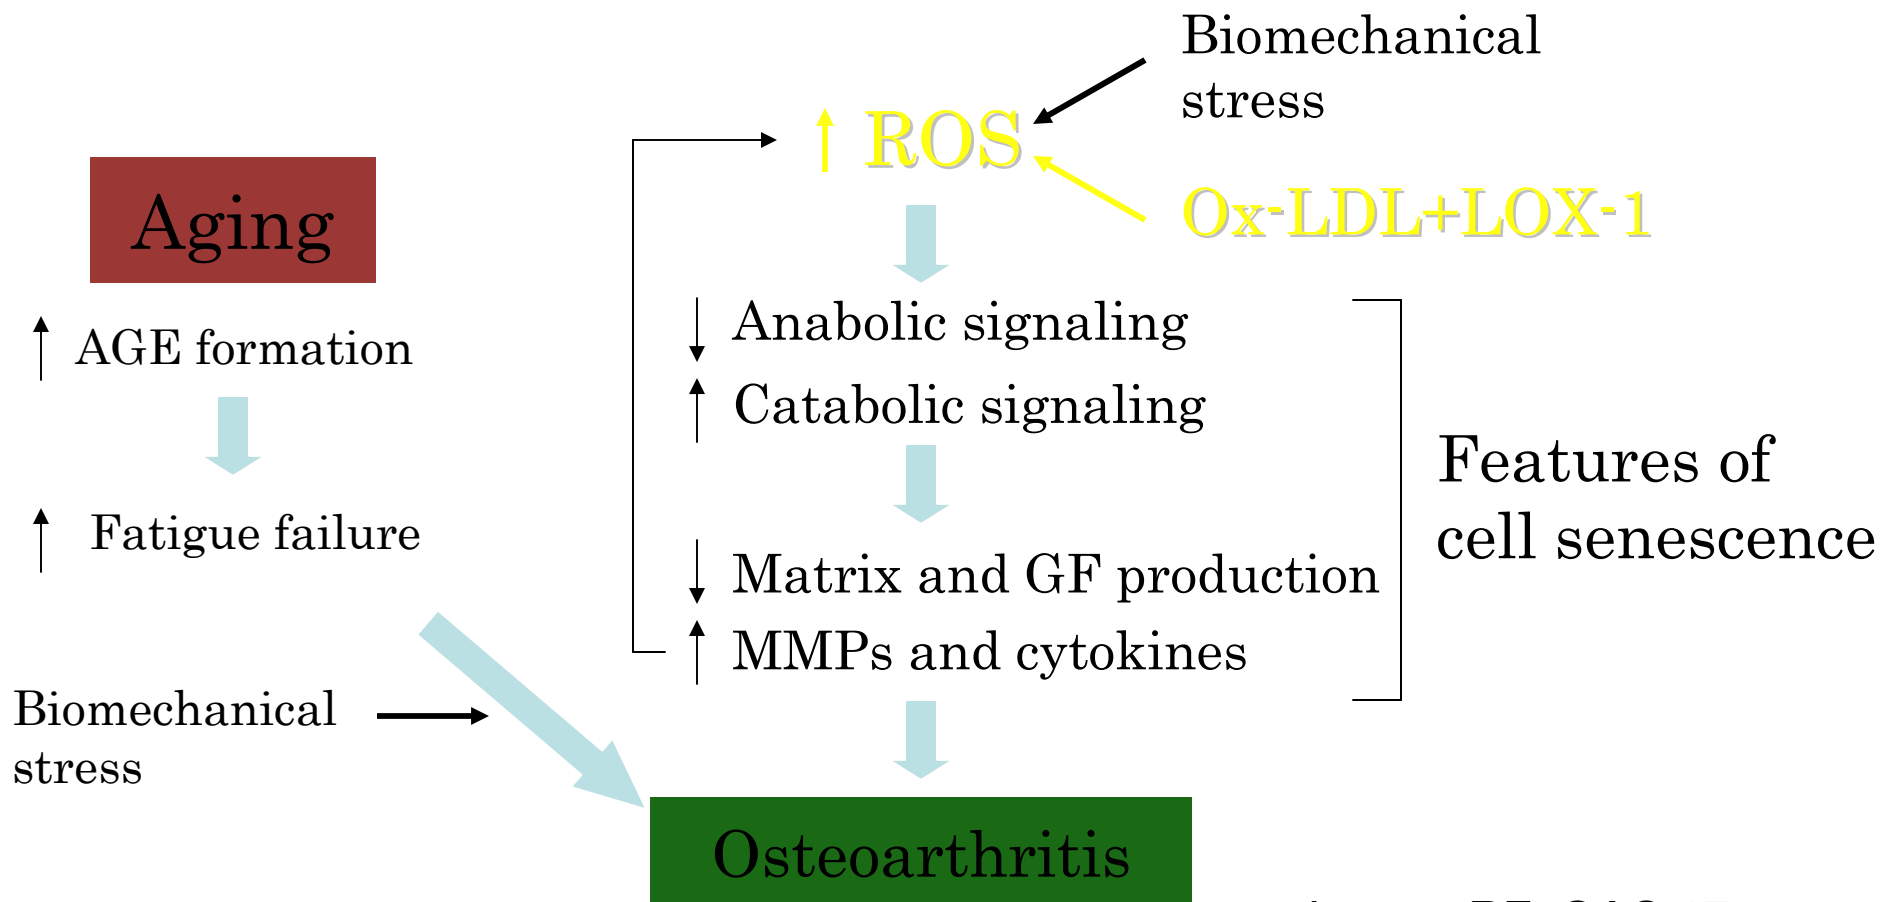 Biomechanical
stress
ROS
Ox-LDL+LOX-1
Aging
AGE formation
Fatigue failure
Biomechanical
stress
Anabolic signaling
Catabolic signaling
Matrix and GF production
MMPs and cytokines
Features of
cell senescence
Osteoarthritis